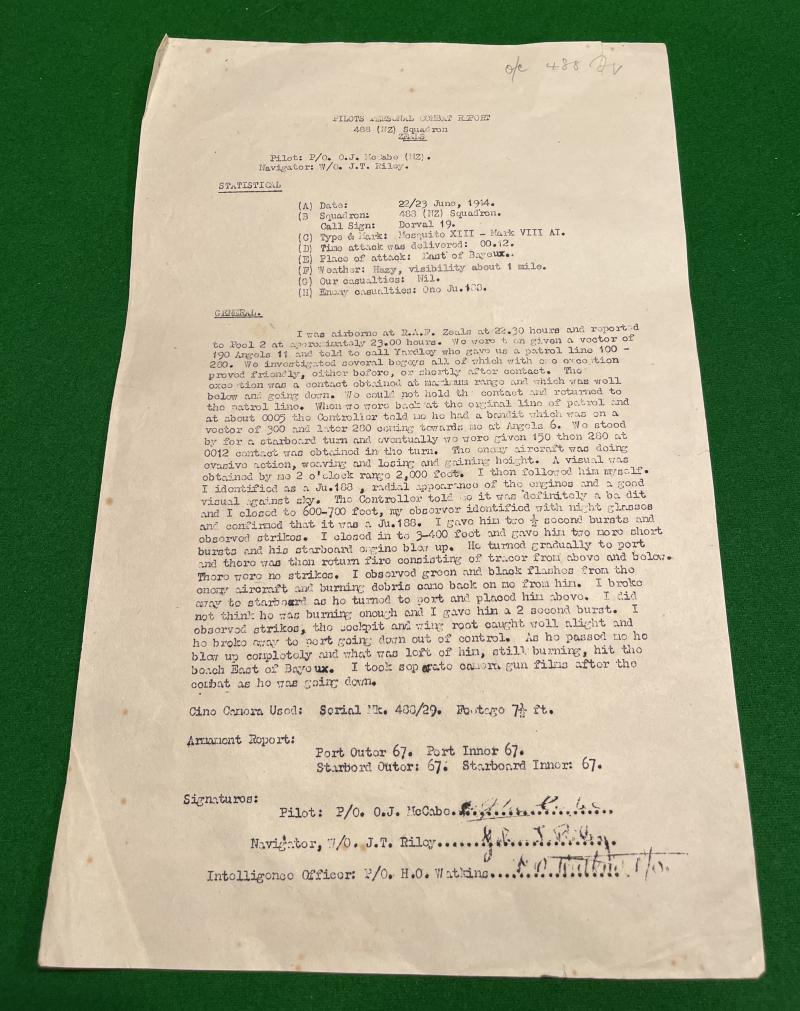 o/c 488
PILOTS PERSONAL COMBAT REPORT
488 (NZ) Squadron
ZEALS
Pilot: P/O. O.J. McCabe (NZ).
Navigator: W/O. J.T. Riley.
STATISTICAL
(A) Date: 22/23 June, 1944.
(B Squadron: 488 (NZ) Squadron.
Call Sign: Dorval 19.
(C) Type & Mark: Mosquito XIII - Mark VIII AI.
(D) Time attack was delivered: 00.12.
(E) Place of attack: East of Bayeux..
(F) Weather: Hazy, visibility about 1 mile.
(G) Our casualties: Nil.
(H) Enemy casualties: One Ju.188.
GENERAL.
I was airborne at R.A.F. Zeals at 22.30 hours and reported
to Pool 2 at approximately 23.00 hours. We were t en given a vector of
190 Angels 11 and told to call Yardley who gave us a patrol line 100 -
280. We investigated several bogeys all of which with one exception
proved friendly, either before, or shortly after contact. The
exception was a contact obtained at maximum range and which was well
below and going down. We could not hold the contact and returned to
the patrol line. When we were back at the orginal line of patrol and
at about 0005 the Controller told me he had a bandit which was on a
vector of 300 and later 280 coming towards me at Angels 6. We stood
by for a starboard turn and eventually we were given 150 then 280 at
0012 contact was obtained in the turn. The enemy aircraft was doing
evasive action, weaving and losing and gaining height. A visual was
obtained by me 2 o'clock range 2,000 feet. I then followed him myself.
I identified as a Ju.188 , radial appearance of the engines and a good
visual against sky. The Controller told me it was definitely a ba dit
and I closed to 600-700 feet, my observer identified with night glasses
and confirmed that it was a Ju.188. I gave him two ½ second bursts and
observed strikes. I closed in to 3-400 feet and gave him two more short
bursts and his starboard engine blew up. He turned gradually to port
and there was then return fire consisting of tracer from above and below.
There were no strikes. I observed green and black flashes from the
enemy aircraft and burning debris came back on me from him. I broke
away to starboard as he turned to port and placed him above. I did
not think he was burning enough and I gave him a 2 second burst. I
observed strikes, the cockpit and wing root caught well alight and
he broke away to port going down out of control. As he passed me he
blew up completely and what was left of him, still burning, hit the
beach East of Bayeux. I took seperate camera gun films after the
combat as he was going down.
Cine Camera Used: Serial Mk. 488/29. Footage 7½ ft.
Armament Report:
Port Outer 67. Port Inner 67.
Starbord Outer: 67. Starboard Inner: 67.
Signatures:
Pilot: P/O. O.J. McCabe
Navigator, W/O. J.T. Riley
Intelligence Officer: P/O. H.O. Watkins